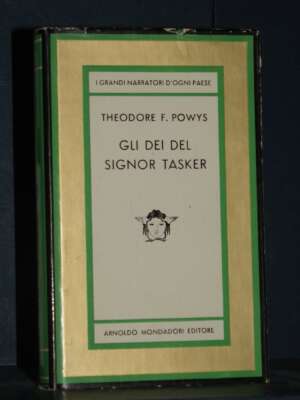 I GRANDI NARRATORI D'OGNI PAESE
THEODORE F. POWYS
GLI DEI DEL
SIGNOR TASKER
ARNOLDO MONDADORI EDITORE